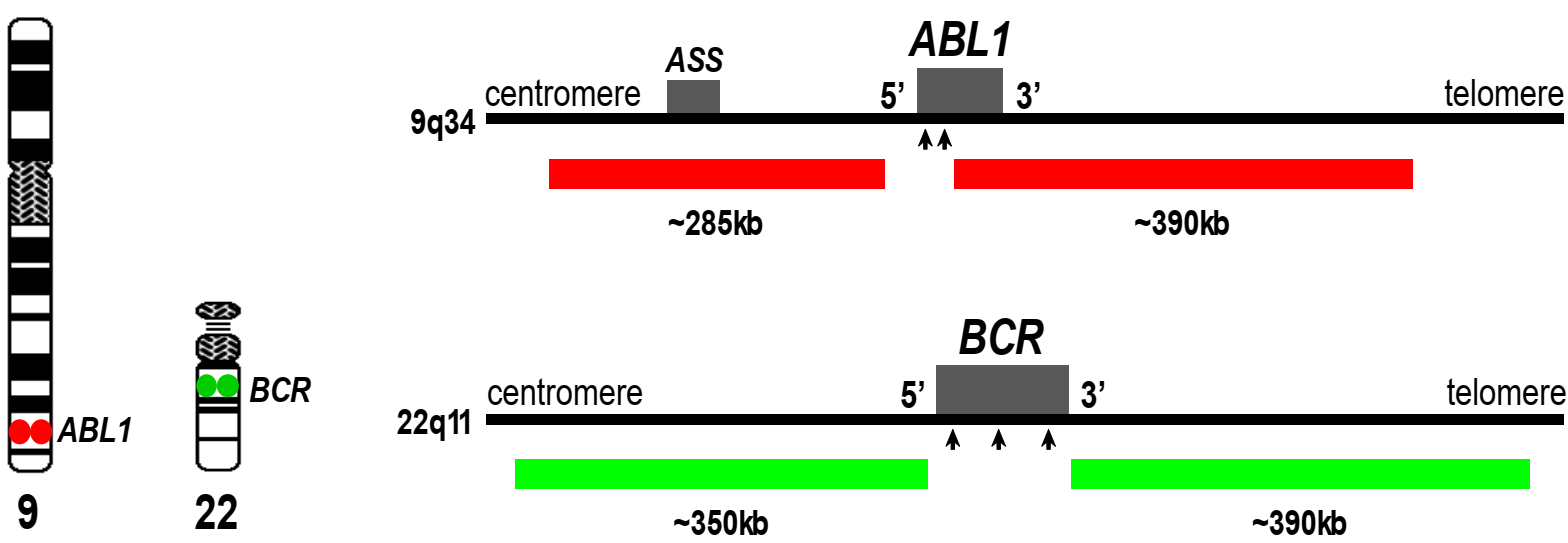 ABL1
BCR
9
22
ASS
ABL1
centromere
5’
3’
telomere
9q34
~285kb
~390kb
BCR
centromere
5’
3’
telomere
22q11
~350kb
~390kb